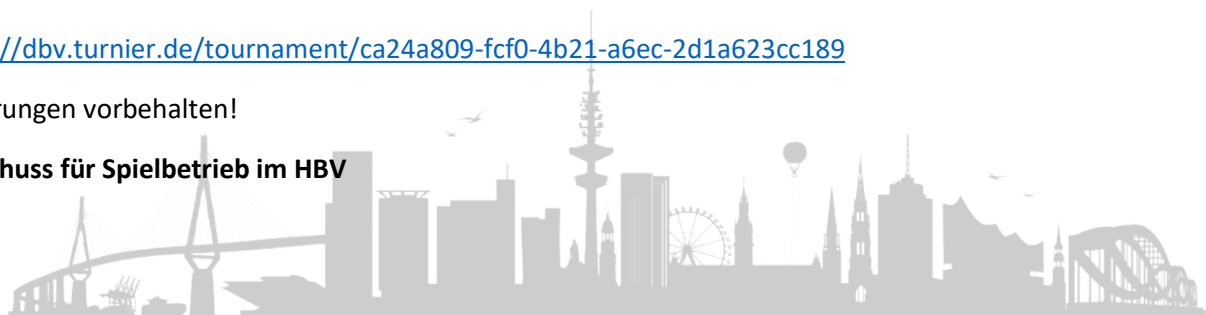 //dbv.turnier.de/tournament/ca24a809-fcf0-4b21-a6ec-2d1a623cc189
rungen vorbehalten!
huss für Spielbetrieb im HBV